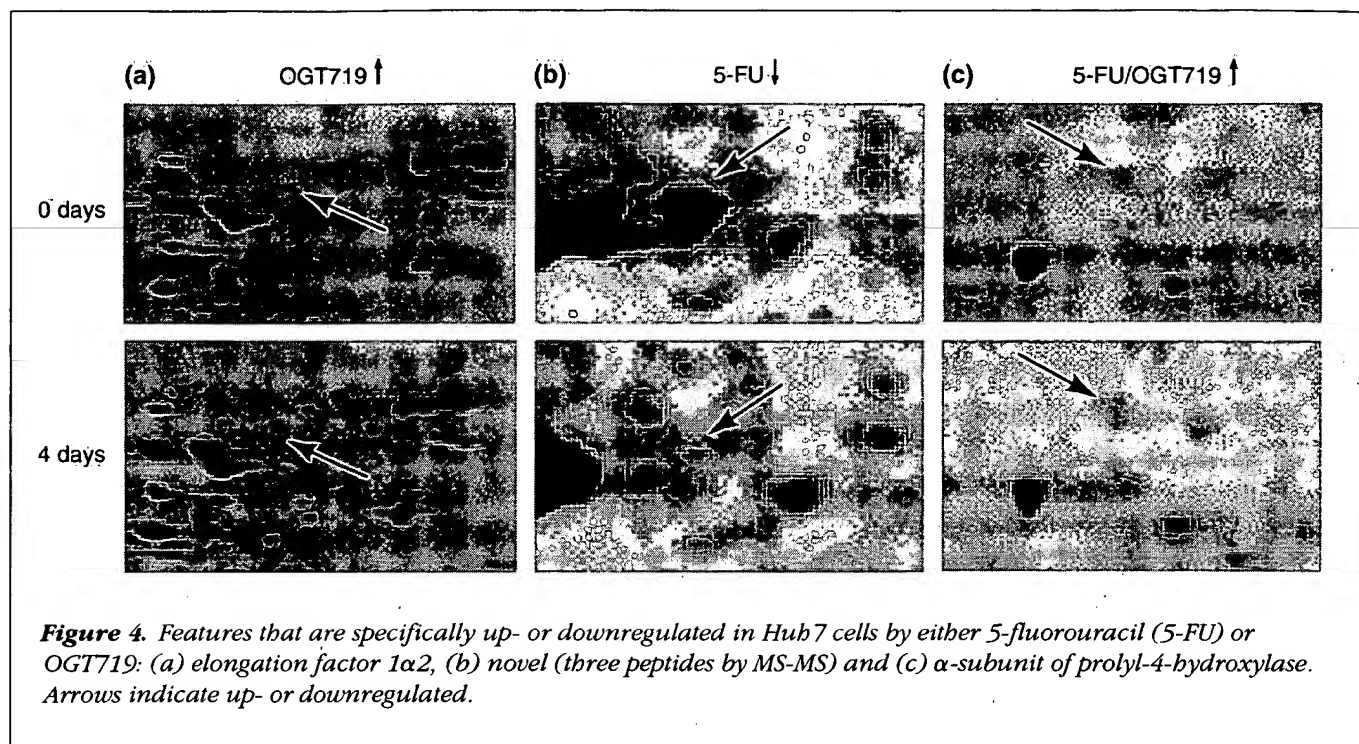 (a) OGT719 ↑ (b) 5-FU ↓ (c) 5-FU/OGT719 ↑
0 days
4 days
Figure 4. Features that are specifically up- or downregulated in Hub7 cells by either 5-fluorouracil (5-FU) or
OGT719: (a) elongation factor 1α2, (b) novel (three peptides by MS-MS) and (c) α-subunit of prolyl-4-hydroxylase.
Arrows indicate up- or downregulated.